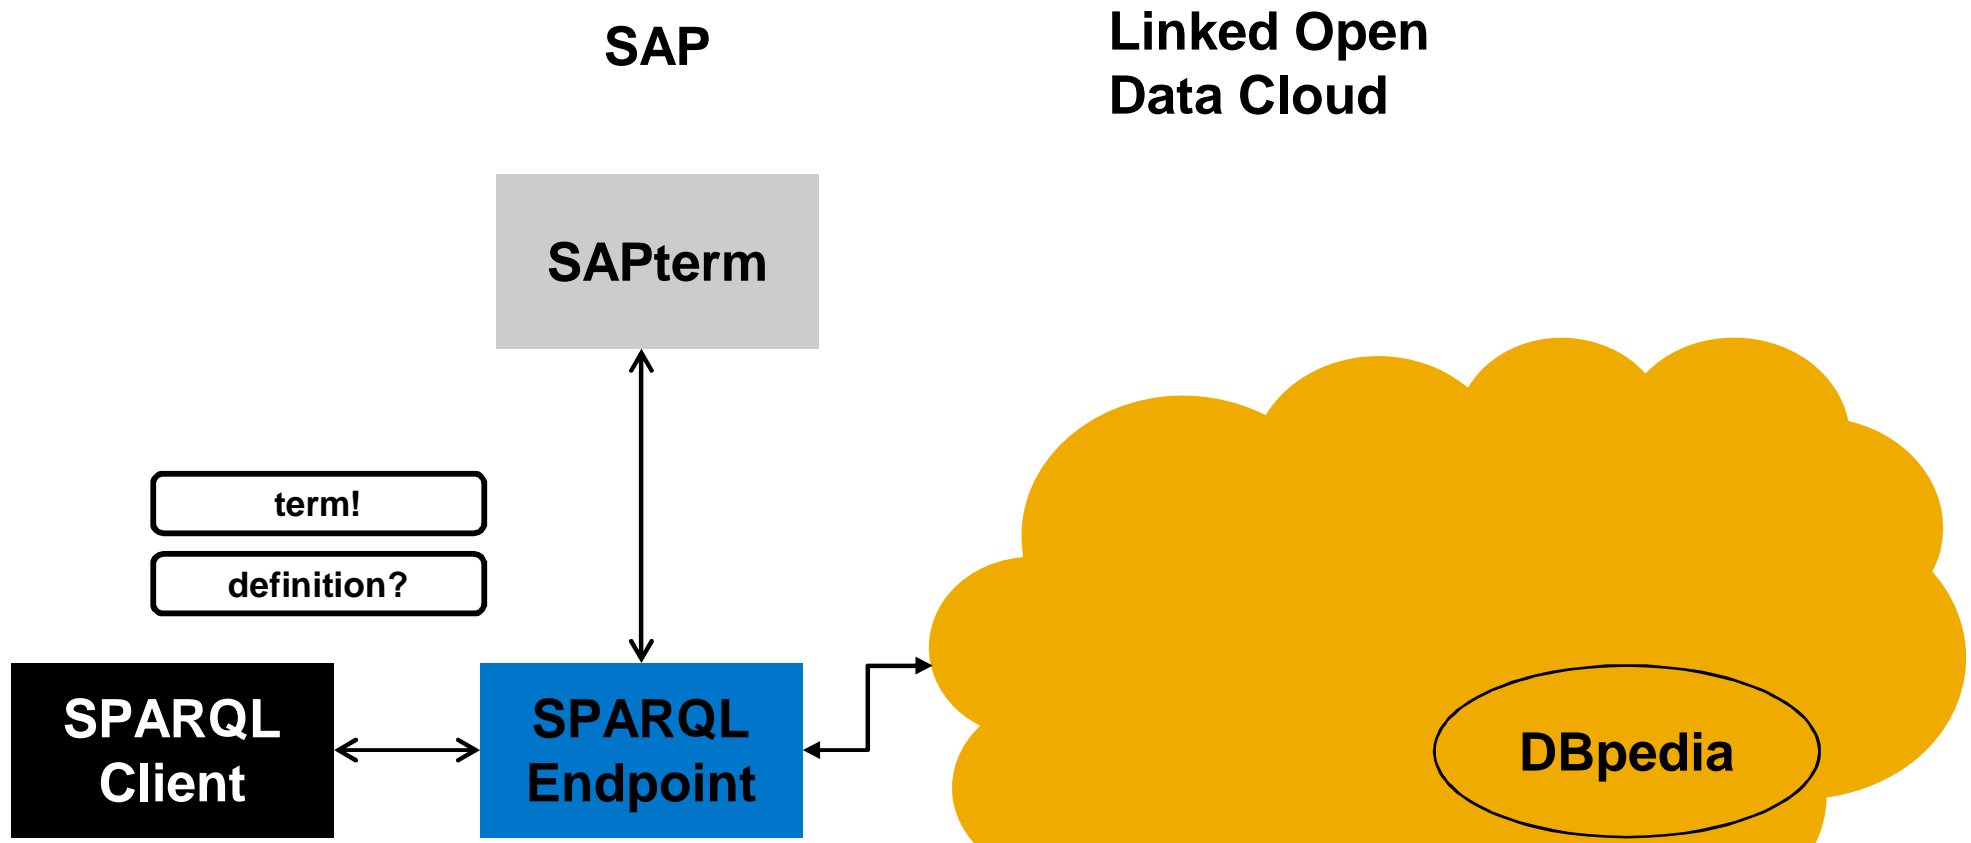 SAP
Linked Open
Data Cloud
SAPterm
term!
definition?
SPARQL
Client
SPARQL
Endpoint
DBpedia